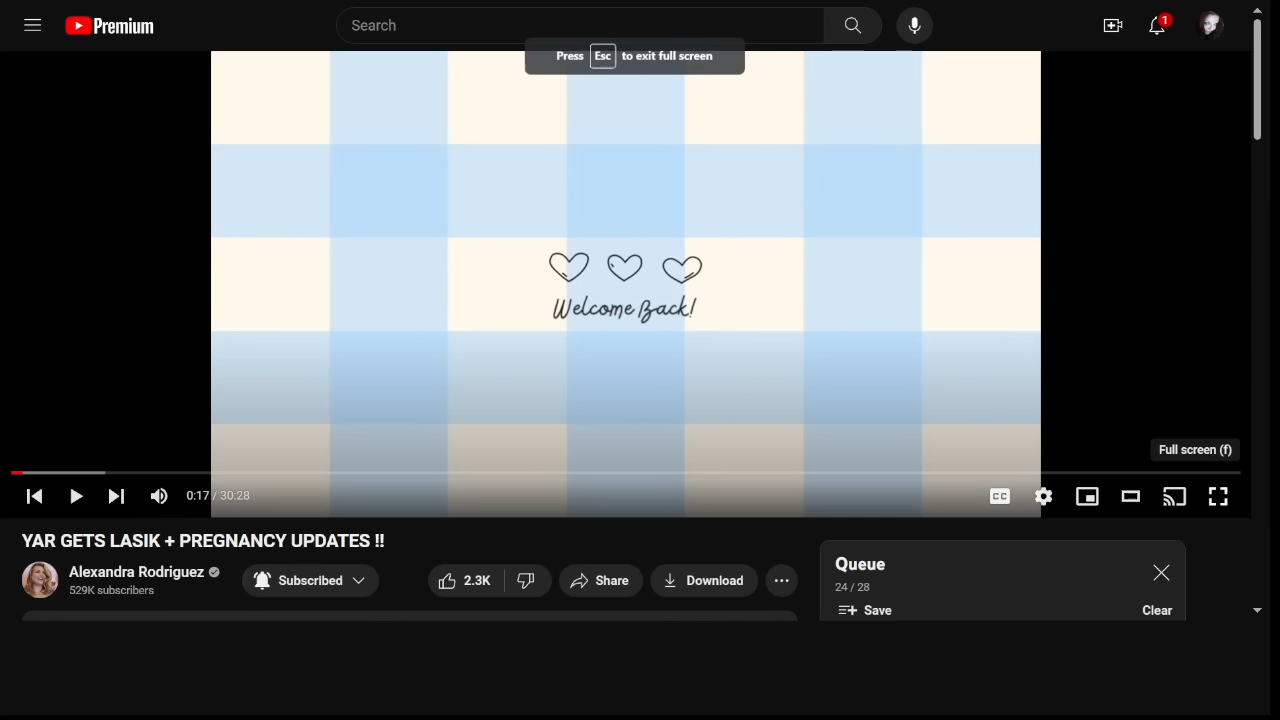 Premium
Search
1
Press Esc to exit full screen
Welcome Back!
Full screen (f)
0:17 / 30:28
CC
YAR GETS LASIK + PREGNANCY UPDATES !!
Alexandra Rodriguez
529K subscribers
Subscribed
2.3K
Share
Download
Queue
24 / 28
Save
Clear